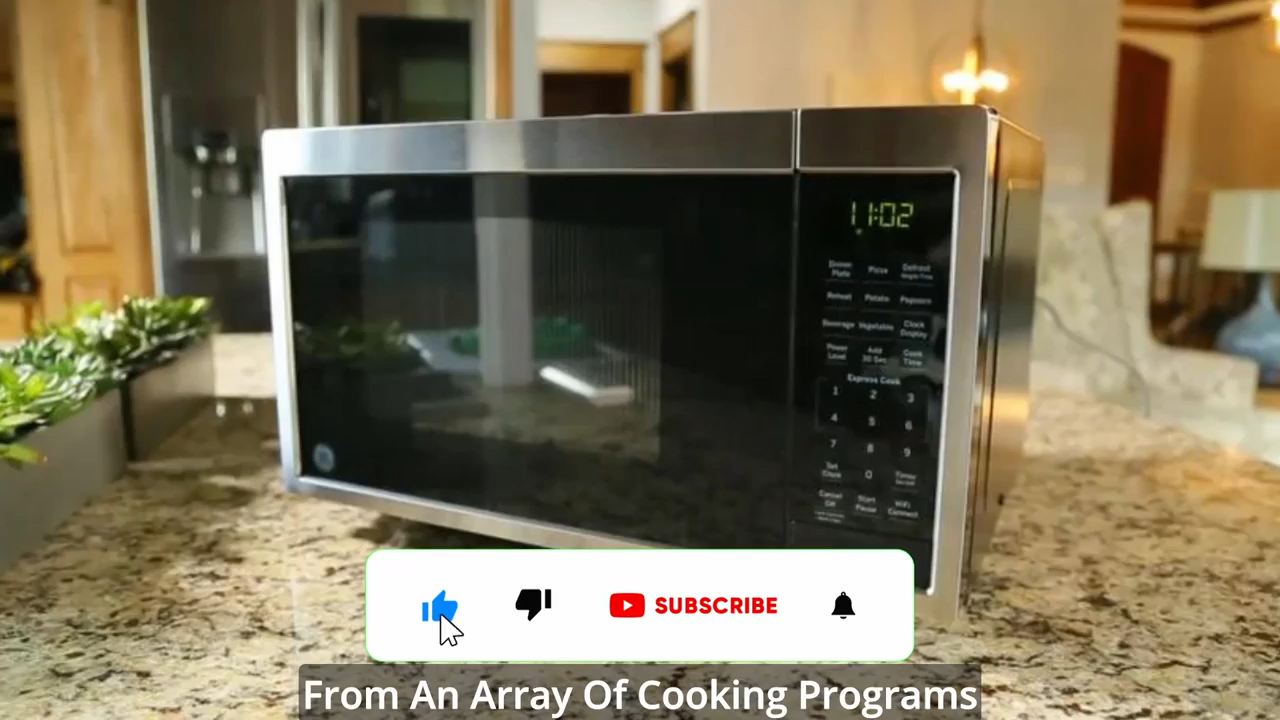 11:02
Dinner Plate
Pizza
Defrost
Reheat
Potato
Popcorn
Beverage
Vegetable
Clock Display
Power Level
Add 30 Sec
Cook Time
Express Cook
1 2 3
4 5 6
7 8 9
Set Clock
0
Cancel Off
Start Pause
WiFi Connect
SUBSCRIBE
From An Array Of Cooking Programs